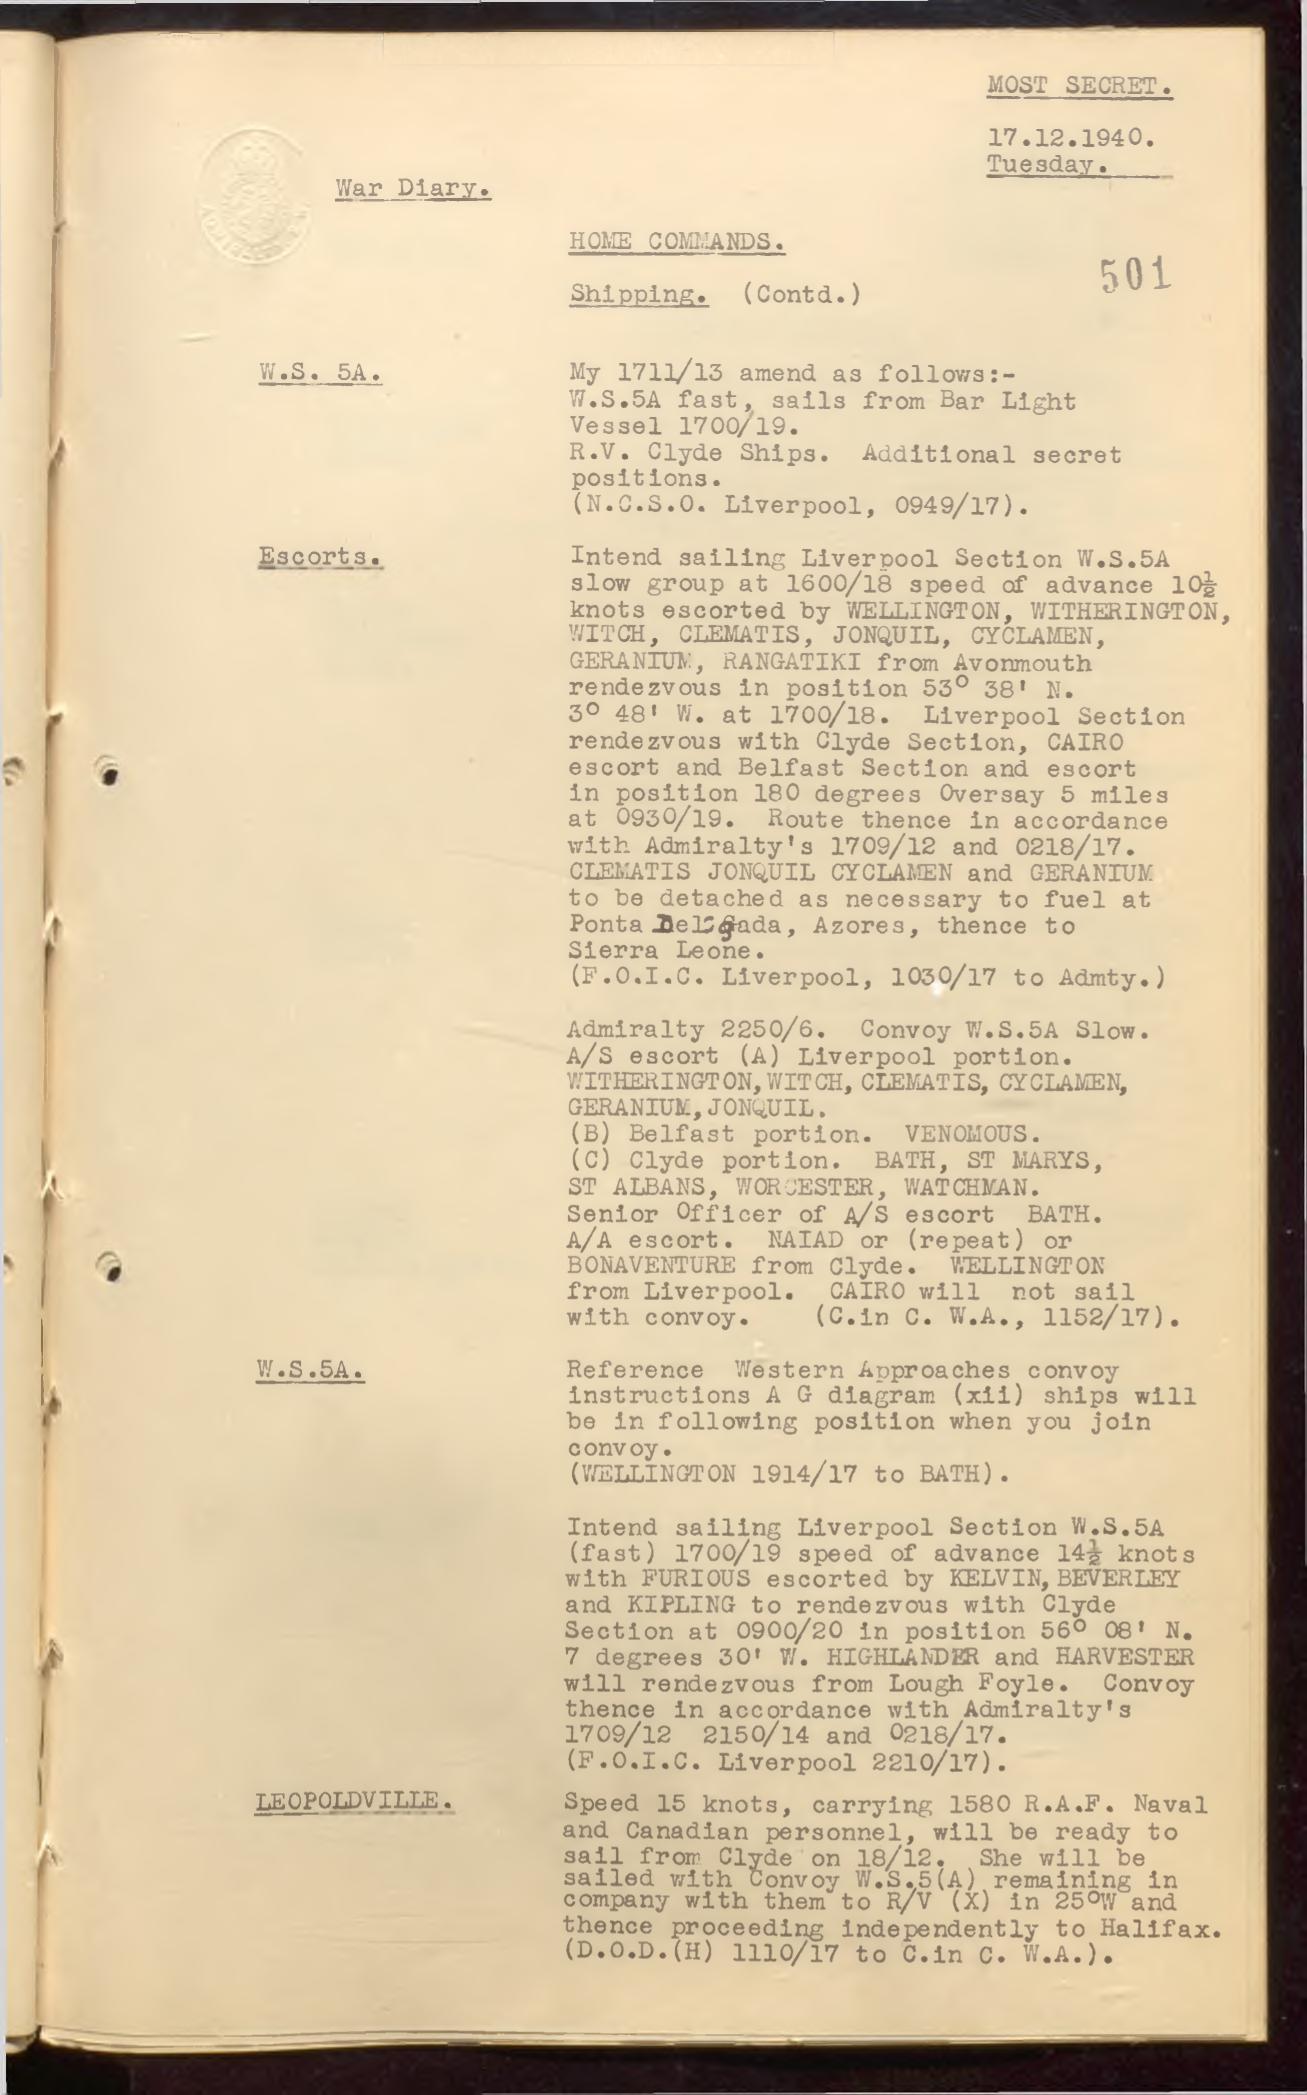 MOST SECRET.
17.12.1940.
Tuesday.
War Diary.
HOME COMMANDS.
501
Shipping. (Contd.)
W.S. 5A.
My 1711/13 amend as follows:-
W.S.5A fast, sails from Bar Light
Vessel 1700/19.
R.V. Clyde Ships. Additional secret
positions.
(N.C.S.O. Liverpool, 0949/17).
Escorts.
Intend sailing Liverpool Section W.S.5A
slow group at 1600/18 speed of advance 10½
knots escorted by WELLINGTON, WITHERINGTON,
WITCH, CLEMATIS, JONQUIL, CYCLAMEN,
GERANIUM, RANGATIKI from Avonmouth
rendezvous in position 53° 38' N.
3° 48' W. at 1700/18. Liverpool Section
rendezvous with Clyde Section, CAIRO
escort and Belfast Section and escort
in position 180 degrees Oversay 5 miles
at 0930/19. Route thence in accordance
with Admiralty's 1709/12 and 0218/17.
CLEMATIS JONQUIL CYCLAMEN and GERANIUM
to be detached as necessary to fuel at
Ponta Delgada, Azores, thence to
Sierra Leone.
(F.O.I.C. Liverpool, 1030/17 to Admty.)
Admiralty 2250/6. Convoy W.S.5A Slow.
A/S escort (A) Liverpool portion.
WITHERINGTON, WITCH, CLEMATIS, CYCLAMEN,
GERANIUM, JONQUIL.
(B) Belfast portion. VENOMOUS.
(C) Clyde portion. BATH, ST MARYS,
ST ALBANS, WORCESTER, WATCHMAN.
Senior Officer of A/S escort BATH.
A/A escort. NAIAD or (repeat) or
BONAVENTURE from Clyde. WELLINGTON
from Liverpool. CAIRO will not sail
with convoy. (C.in C. W.A., 1152/17).
W.S.5A.
Reference Western Approaches convoy
instructions A G diagram (xii) ships will
be in following position when you join
convoy.
(WELLINGTON 1914/17 to BATH).
Intend sailing Liverpool Section W.S.5A
(fast) 1700/19 speed of advance 14½ knots
with FURIOUS escorted by KELVIN, BEVERLEY
and KIPLING to rendezvous with Clyde
Section at 0900/20 in position 56° 08' N.
7 degrees 30' W. HIGHLANDER and HARVESTER
will rendezvous from Lough Foyle. Convoy
thence in accordance with Admiralty's
1709/12 2150/14 and 0218/17.
(F.O.I.C. Liverpool 2210/17).
LEOPOLDVILLE.
Speed 15 knots, carrying 1580 R.A.F. Naval
and Canadian personnel, will be ready to
sail from Clyde on 18/12. She will be
sailed with Convoy W.S.5(A) remaining in
company with them to R/V (X) in 25°W and
thence proceeding independently to Halifax.
(D.O.D.(H) 1110/17 to C.in C. W.A.).